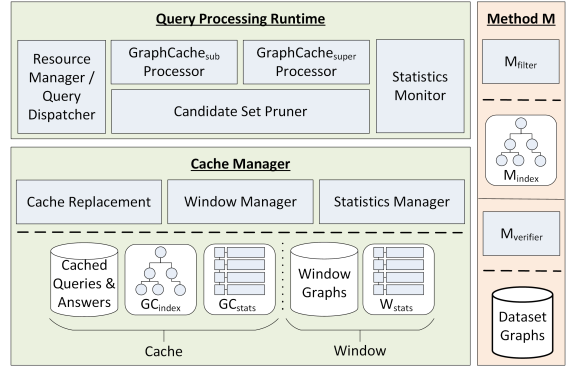 Query Processing Runtime
Resource
Manager /
Query
Dispatcher
GraphCachesub
Processor
GraphCachesuper
Processor
Candidate Set Pruner
Statistics
Monitor
Cache Manager
Cache Replacement
Window Manager
Statistics Manager
Cached
Queries &
Answers
GCindex
GCstats
Window
Graphs
Wstats
Cache
Window
Method M
Mfilter
Mindex
Mverifier
Dataset
Graphs